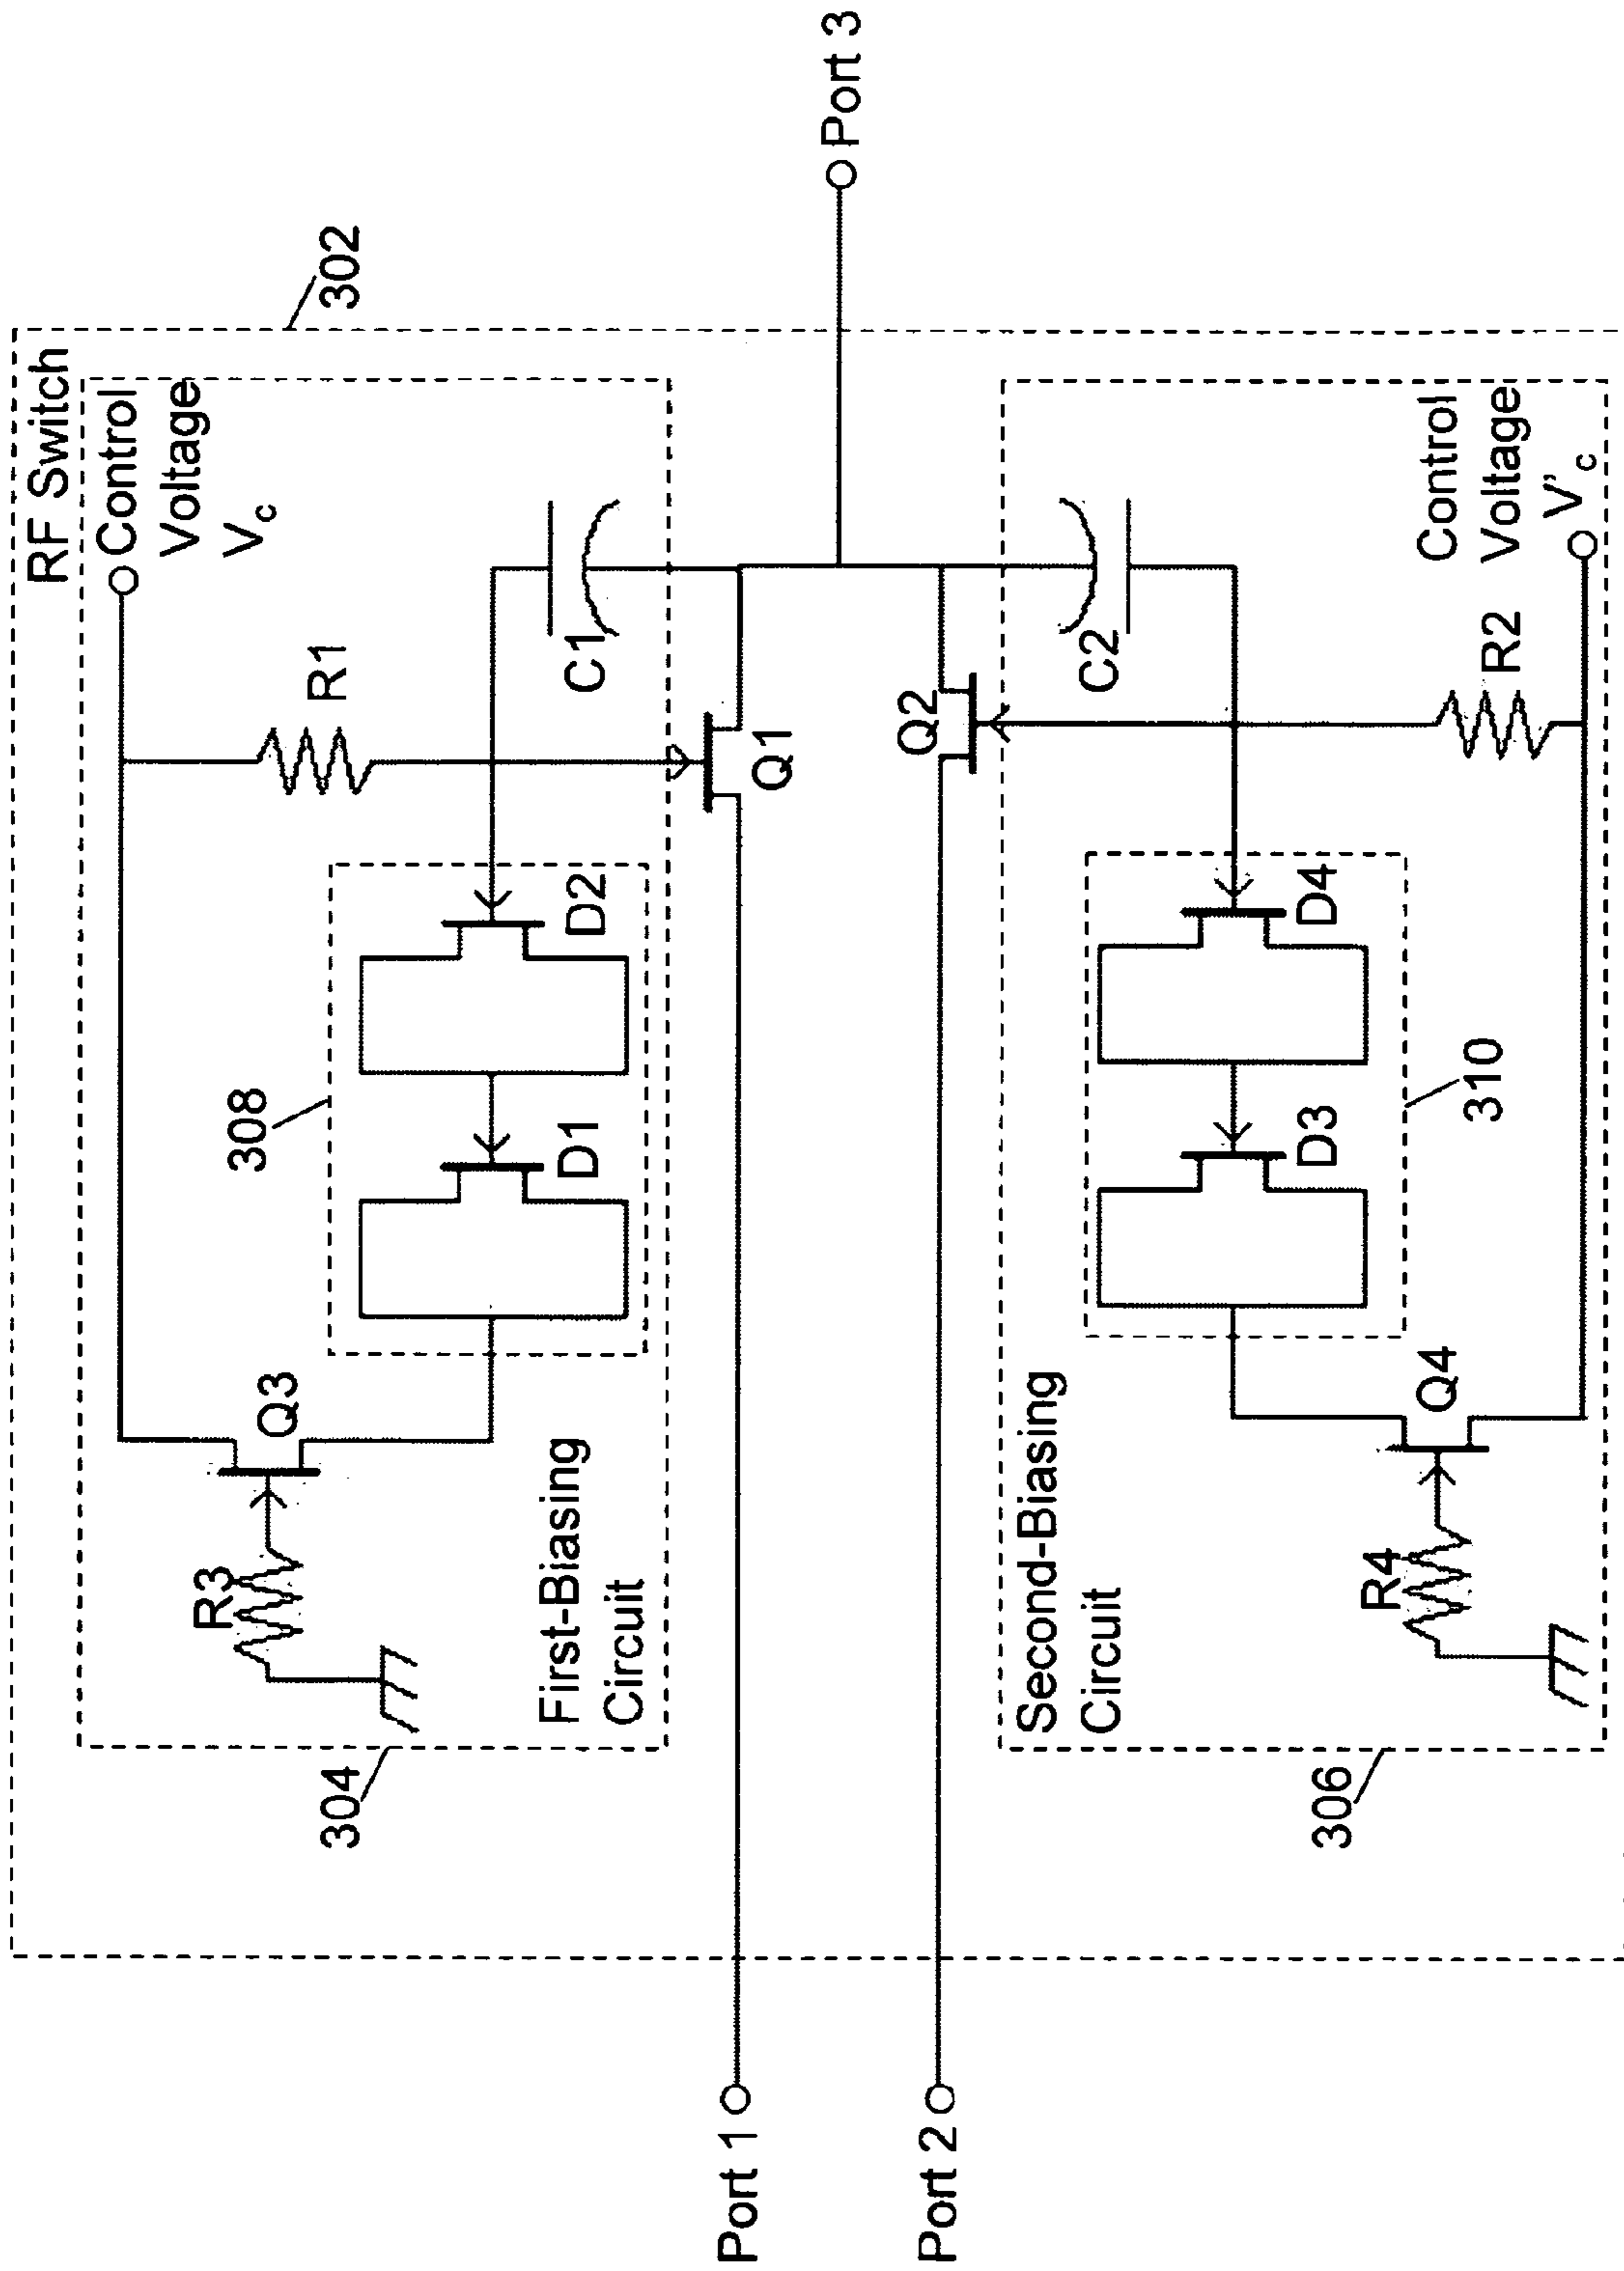 RF Switch
302
Control
Voltage
Vc
R1
C1
Q1
308
D2
D1
Q3
R3
First-Biasing
Circuit
304
Port 1
Port 2
Port 3
Q2
C2
Control
Voltage
V'c
R2
D4
D3
310
Q4
R4
Second-Biasing
Circuit
306